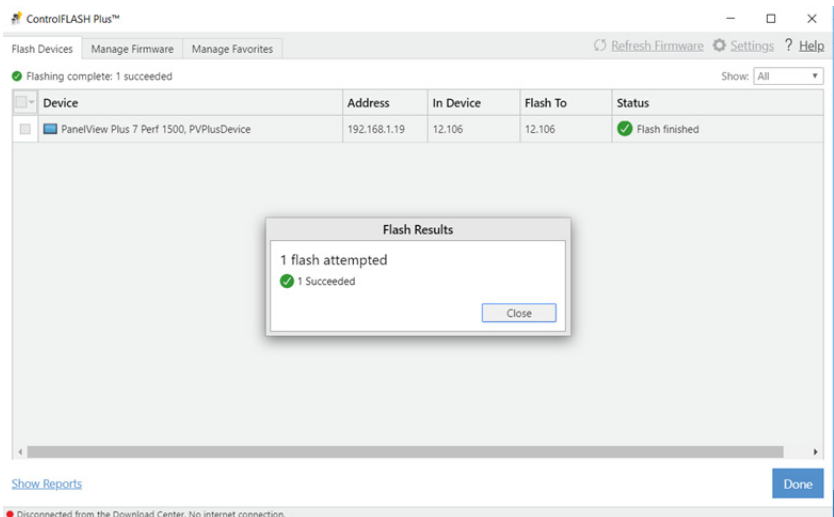 ControlFLASH Plus™
Flash Devices Manage Firmware Manage Favorites Refresh Firmware Settings ? Help
Flashing complete: 1 succeeded Show: All
Device Address In Device Flash To Status
PanelView Plus 7 Perf 1500, PVPlusDevice 192.168.1.19 12.106 12.106 Flash finished
Flash Results
1 flash attempted
1 Succeeded
Close
Show Reports Done
Disconnected from the Download Center. No internet connection.